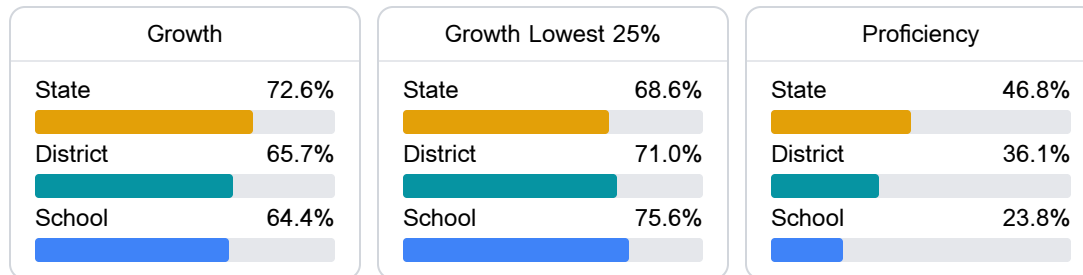 Growth
State 72.6%
District 65.7%
School 64.4%
Growth Lowest 25%
State 68.6%
District 71.0%
School 75.6%
Proficiency
State 46.8%
District 36.1%
School 23.8%